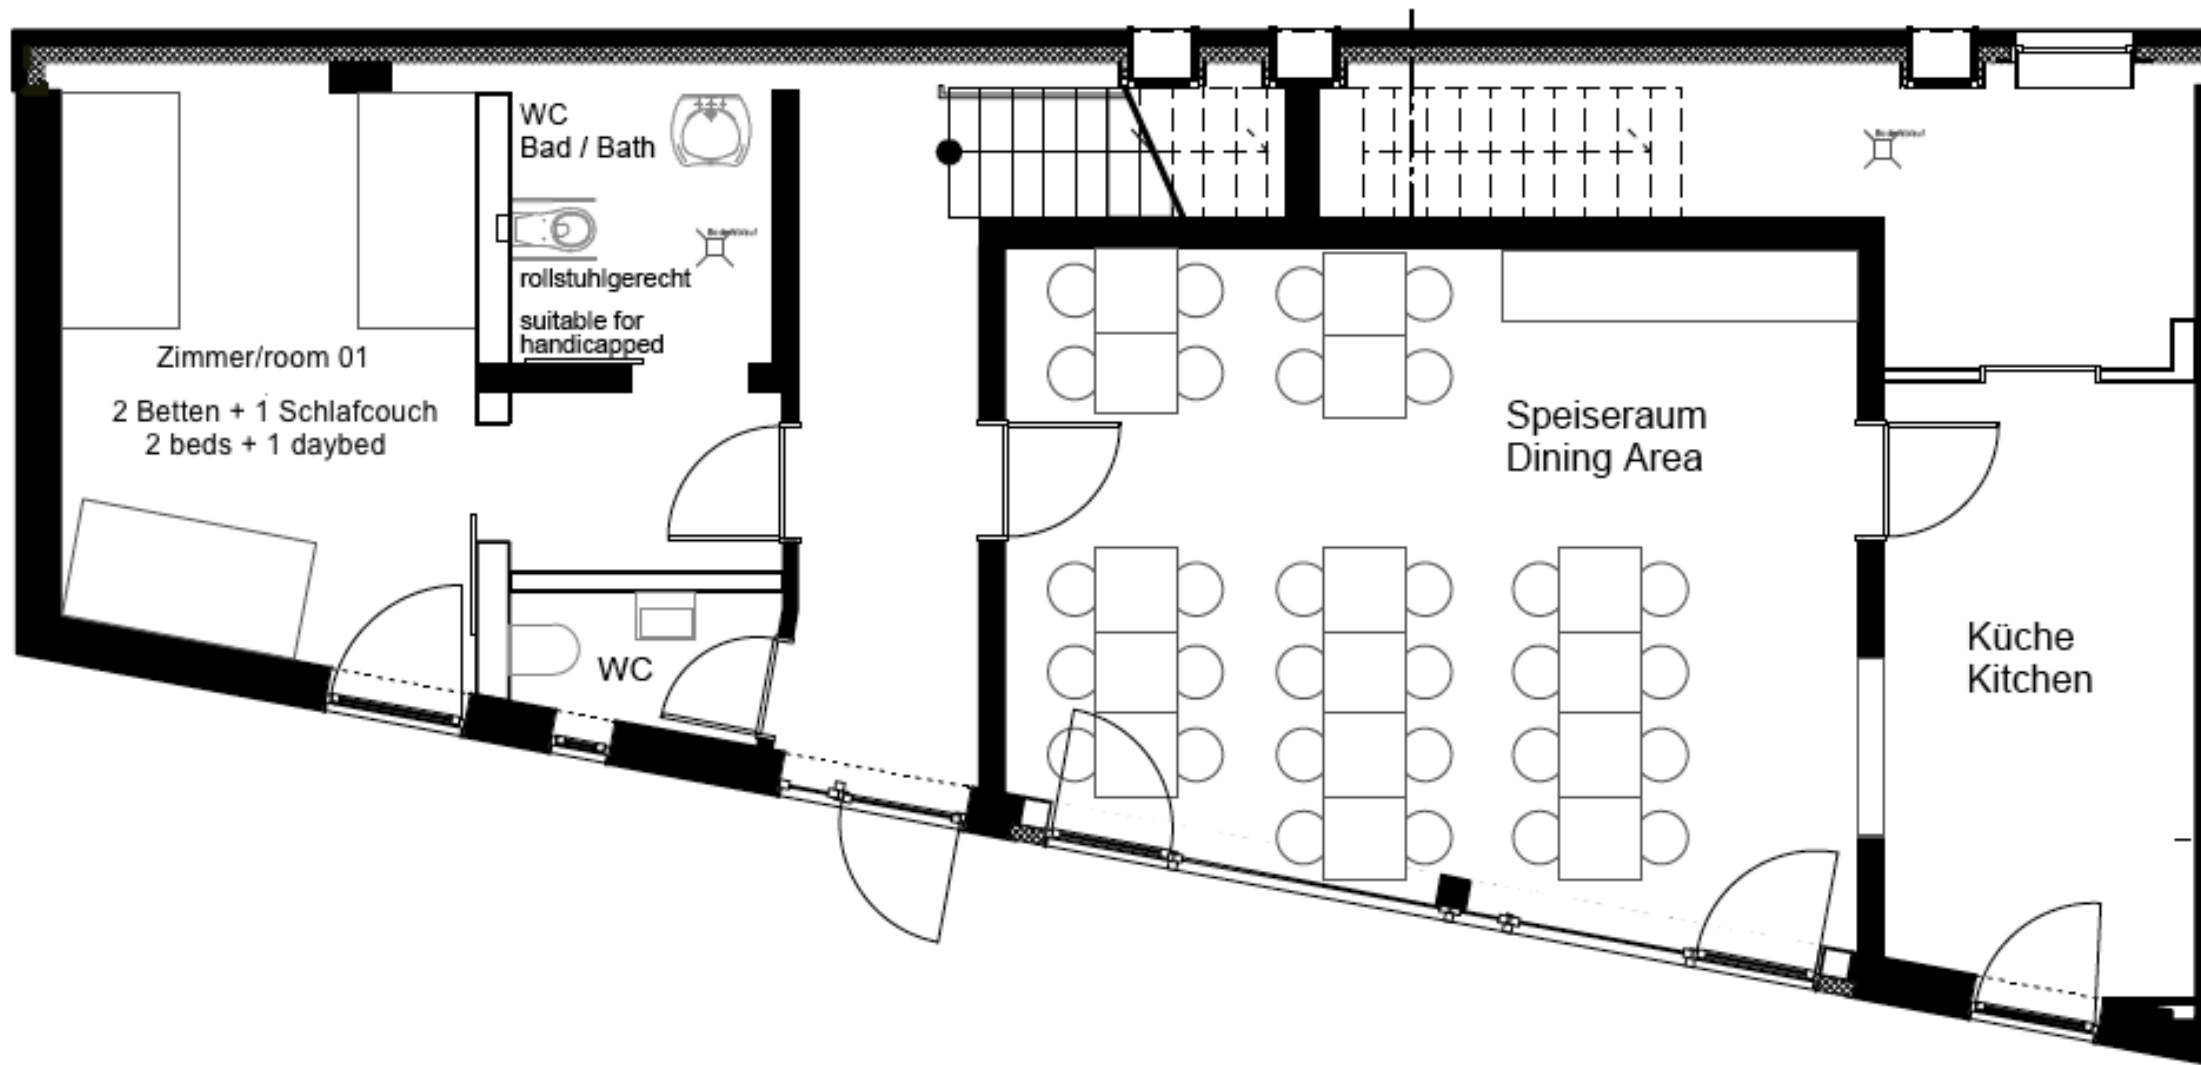 WC
Bad / Bath
rollstuhlgerecht
suitable for
handicapped
Zimmer/room 01
2 Betten + 1 Schlafcouch
2 beds + 1 daybed
WC
Speiseraum
Dining Area
Küche
Kitchen